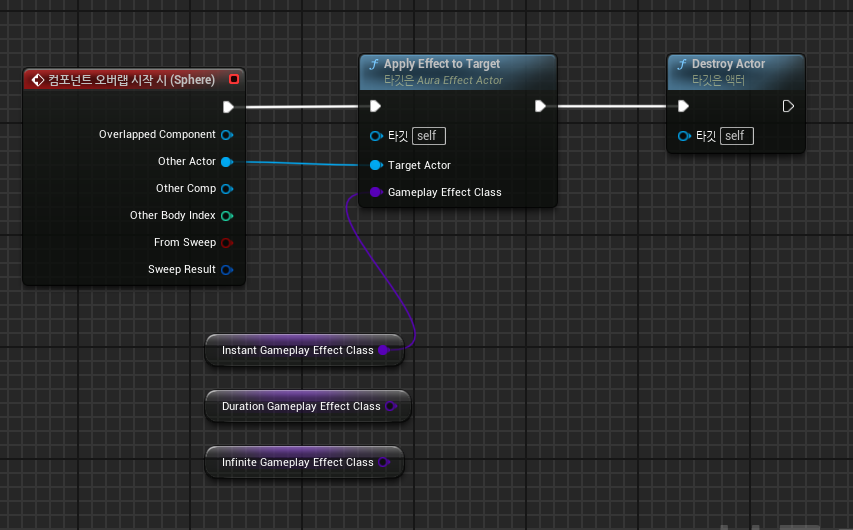 컴포넌트 오버랩 시작 시 (Sphere)
Overlapped Component
Other Actor
Other Comp
Other Body Index
From Sweep
Sweep Result
Apply Effect to Target
타깃은 Aura Effect Actor
타깃 self
Target Actor
Gameplay Effect Class
Destroy Actor
타깃은 액터
타깃 self
Instant Gameplay Effect Class
Duration Gameplay Effect Class
Infinite Gameplay Effect Class